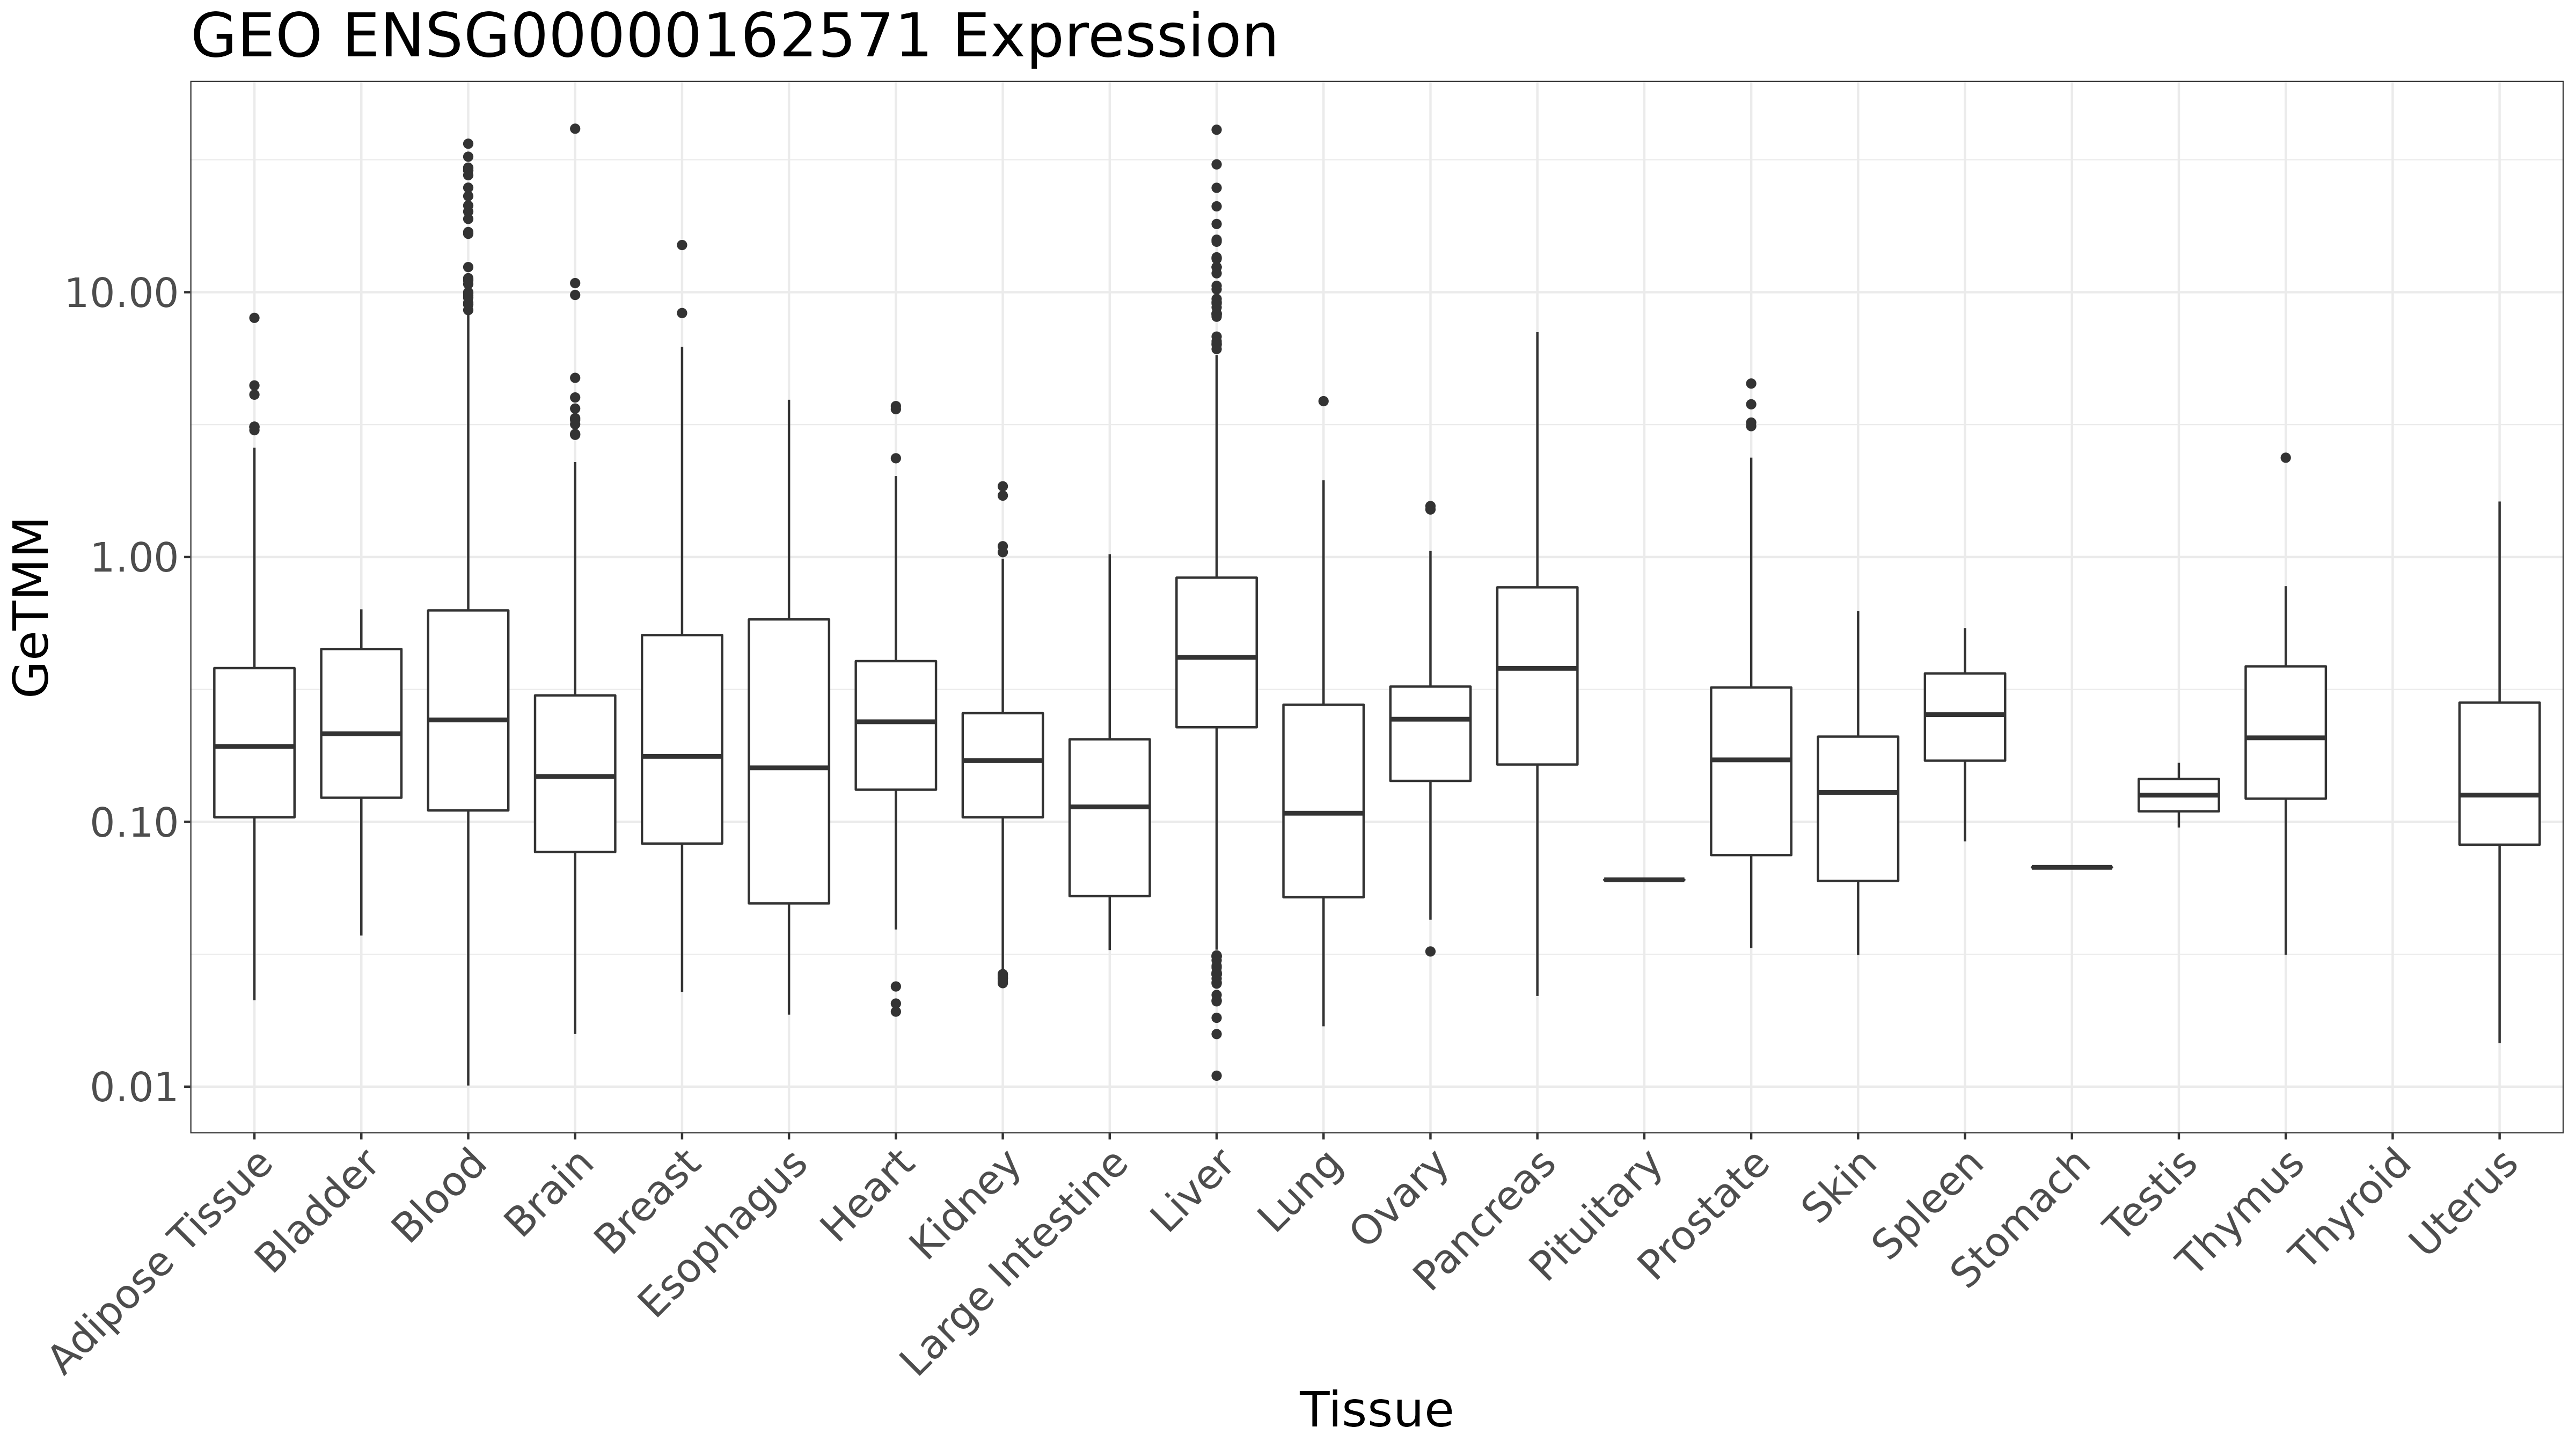 GEO ENSG00000162571 Expression
GeTMM
10.00
1.00
0.10
0.01
Adipose Tissue
Bladder
Blood
Brain
Breast
Esophagus
Heart
Kidney
Large Intestine
Liver
Lung
Ovary
Pancreas
Pituitary
Prostate
Skin
Spleen
Stomach
Testis
Thymus
Thyroid
Uterus
Tissue